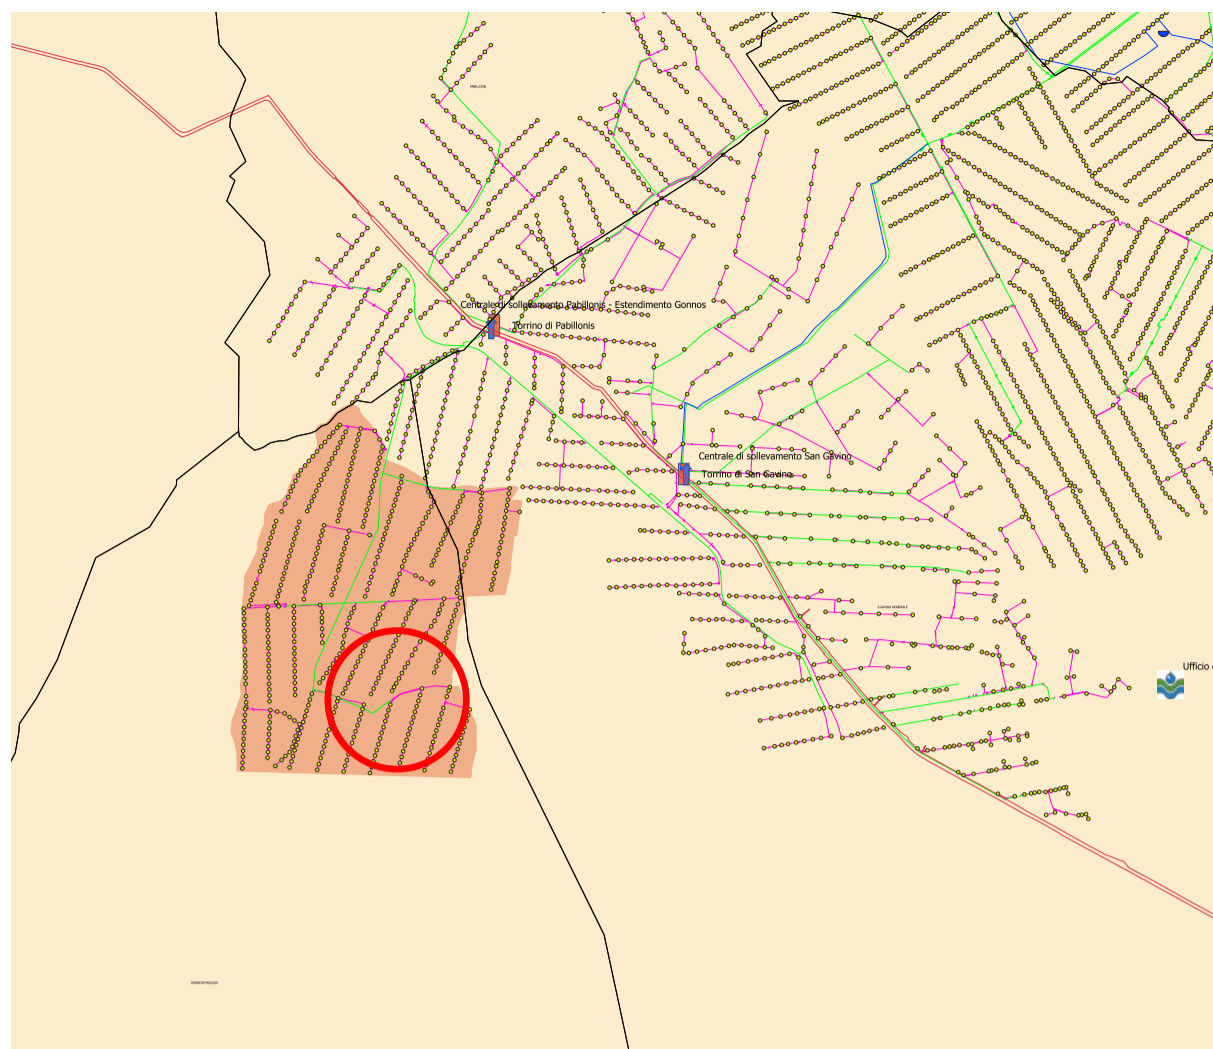 PABILLONIS
Centrale di sollevamento Pabillonis - Estendimento Gonnos
Torrino di Pabillonis
Centrale di sollevamento San Gavino
Torrino di San Gavino
Ufficio